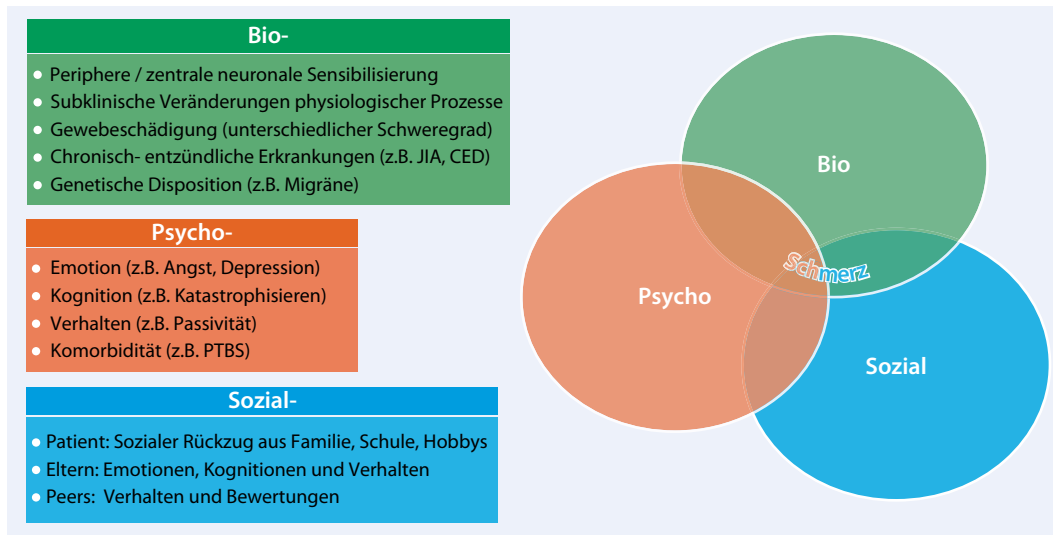 Bio-
● Periphere / zentrale neuronale Sensibilisierung
● Subklinische Veränderungen physiologischer Prozesse
● Gewebeschädigung (unterschiedlicher Schweregrad)
● Chronisch- entzündliche Erkrankungen (z.B. JIA, CED)
● Genetische Disposition (z.B. Migräne)
Psycho-
● Emotion (z.B. Angst, Depression)
● Kognition (z.B. Katastrophisieren)
● Verhalten (z.B. Passivität)
● Komorbidität (z.B. PTBS)
Sozial-
● Patient: Sozialer Rückzug aus Familie, Schule, Hobbys
● Eltern: Emotionen, Kognitionen und Verhalten
● Peers: Verhalten und Bewertungen
Bio
Schmerz
Psycho
Sozial